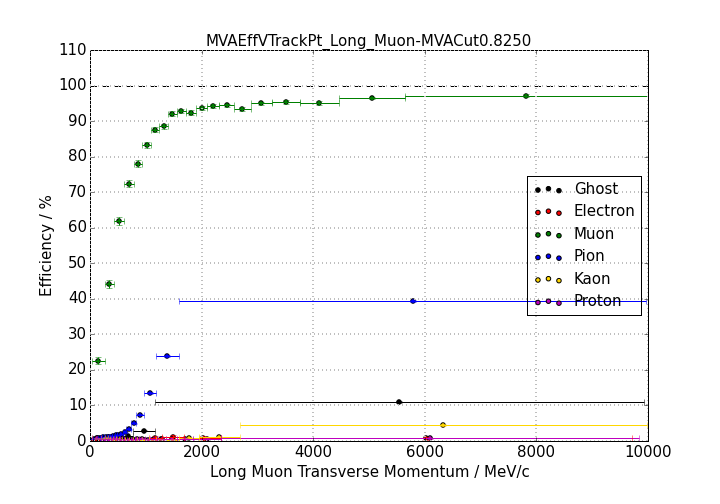 MVAEffVTrackPt_Long_Muon-MVACut0.8250
110
100
90
80
70
60
50
40
30
20
10
0
Efficiency / %
Ghost
Electron
Muon
Pion
Kaon
Proton
0 2000 4000 6000 8000 10000
Long Muon Transverse Momentum / MeV/c